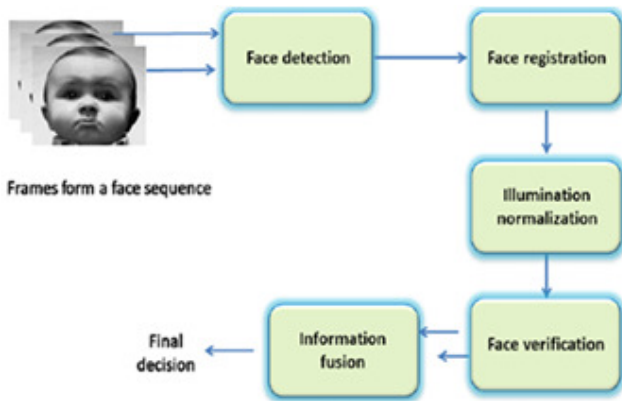 Face detection
Face registration
Frames form a face sequence
Illumination
normalization
Face verification
Information
fusion
Final
decision